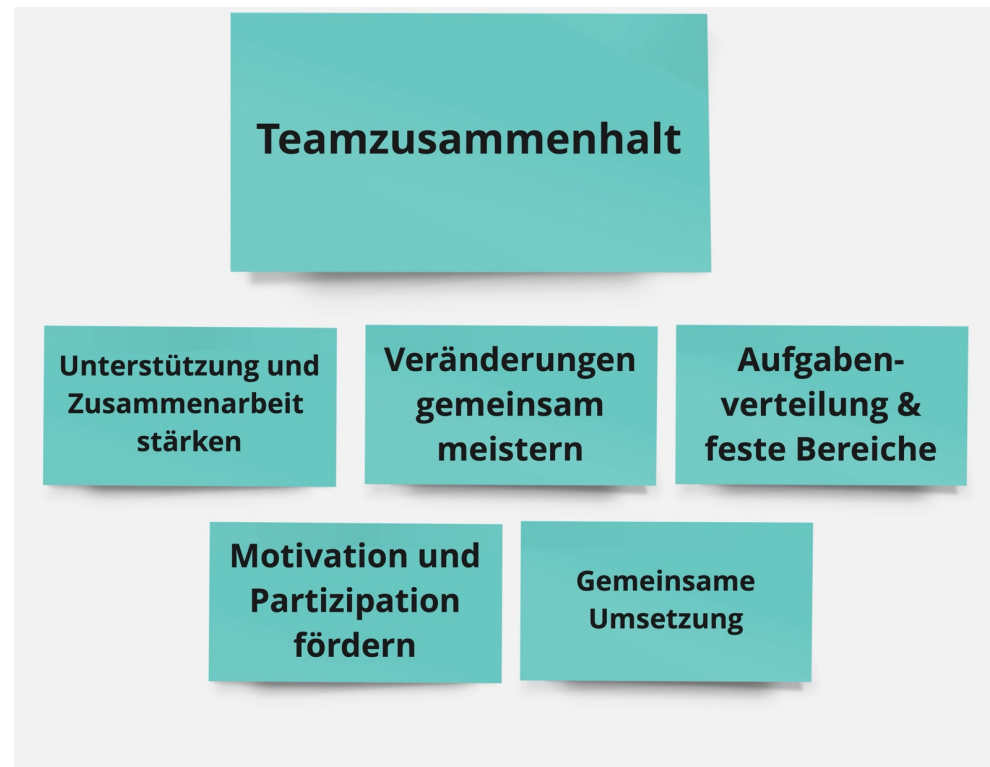 Teamzusammenhalt
Unterstützung und
Zusammenarbeit
stärken
Veränderungen
gemeinsam
meistern
Aufgaben-
verteilung &
feste Bereiche
Motivation und
Partizipation
fördern
Gemeinsame
Umsetzung